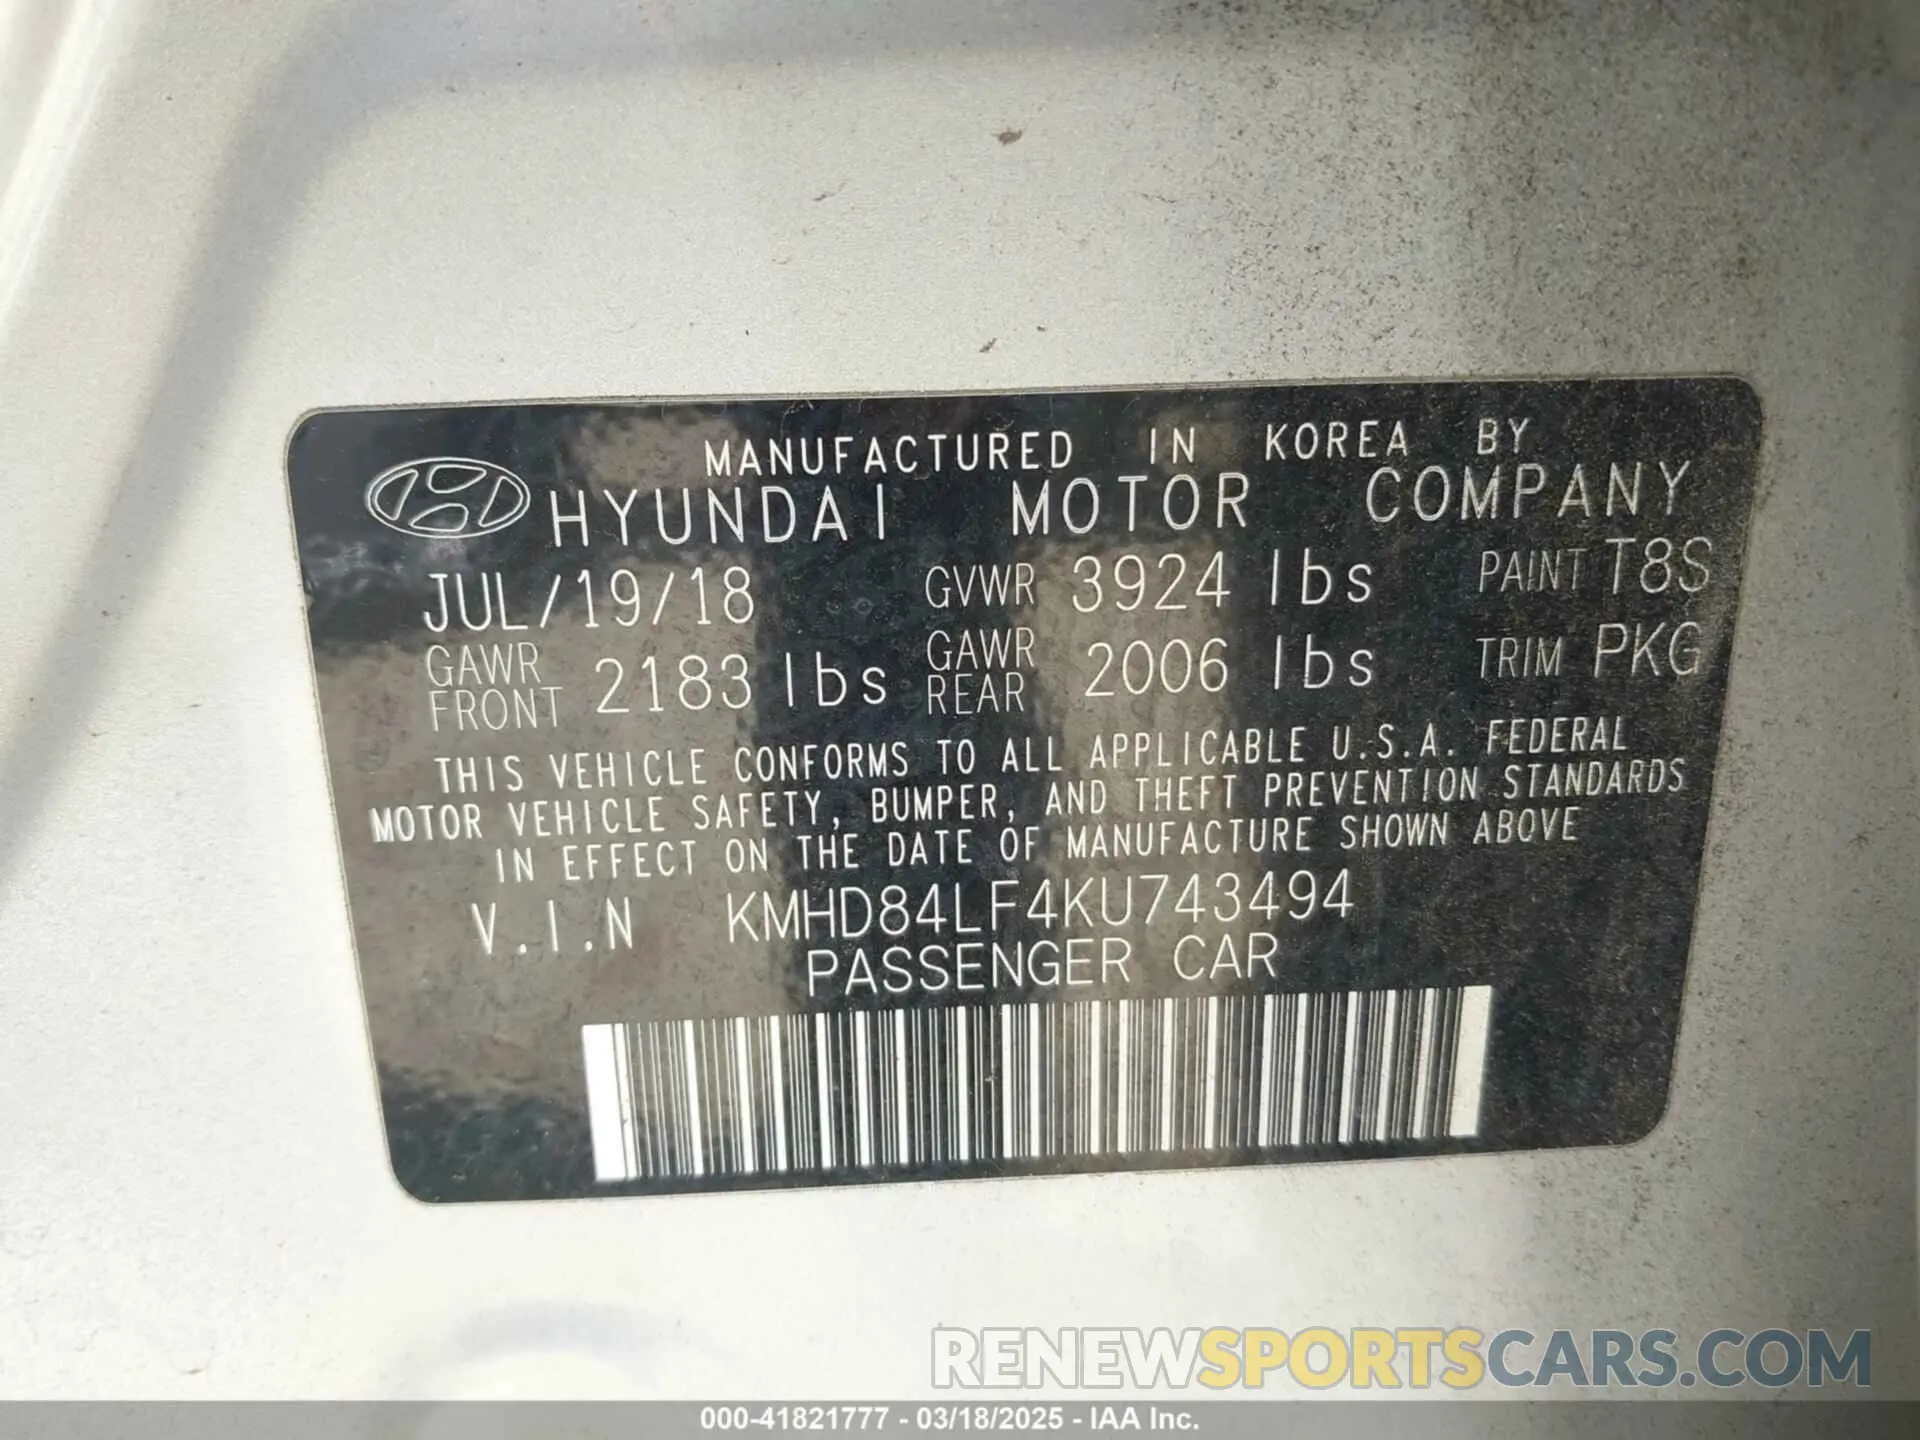 MANUFACTURED IN KOREA BY
HYUNDAI MOTOR COMPANY
JUL/19/18 GVWR 3924 lbs PAINT T8S
GAWR FRONT 2183 lbs GAWR REAR 2006 lbs TRIM PKG
THIS VEHICLE CONFORMS TO ALL APPLICABLE U.S.A. FEDERAL
MOTOR VEHICLE SAFETY, BUMPER, AND THEFT PREVENTION STANDARDS
IN EFFECT ON THE DATE OF MANUFACTURE SHOWN ABOVE
V.I.N KMHD84LF4KU743494
PASSENGER CAR
RENEWSPORTSCARS.COM
000-41821777 - 03/18/2025 - IAA Inc.